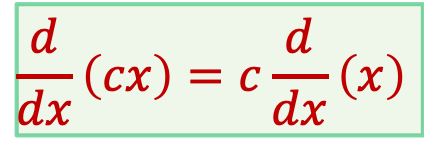 d/dx (cx) = c d/dx (x)